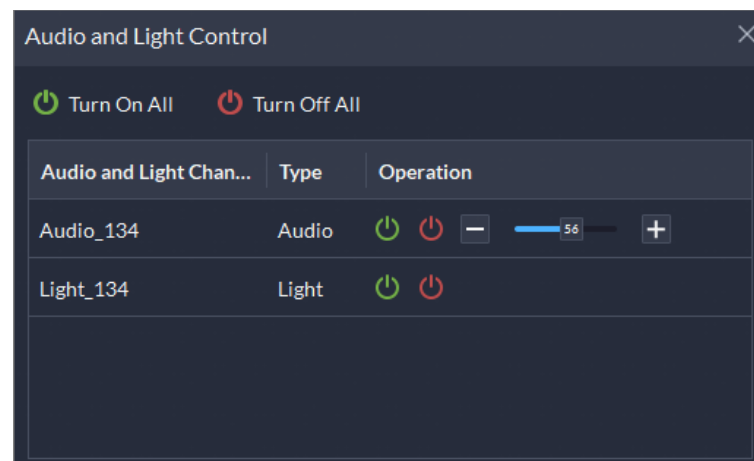 Audio and Light Control
Turn On All Turn Off All
Audio and Light Chan... Type Operation
Audio_134 Audio 56
Light_134 Light